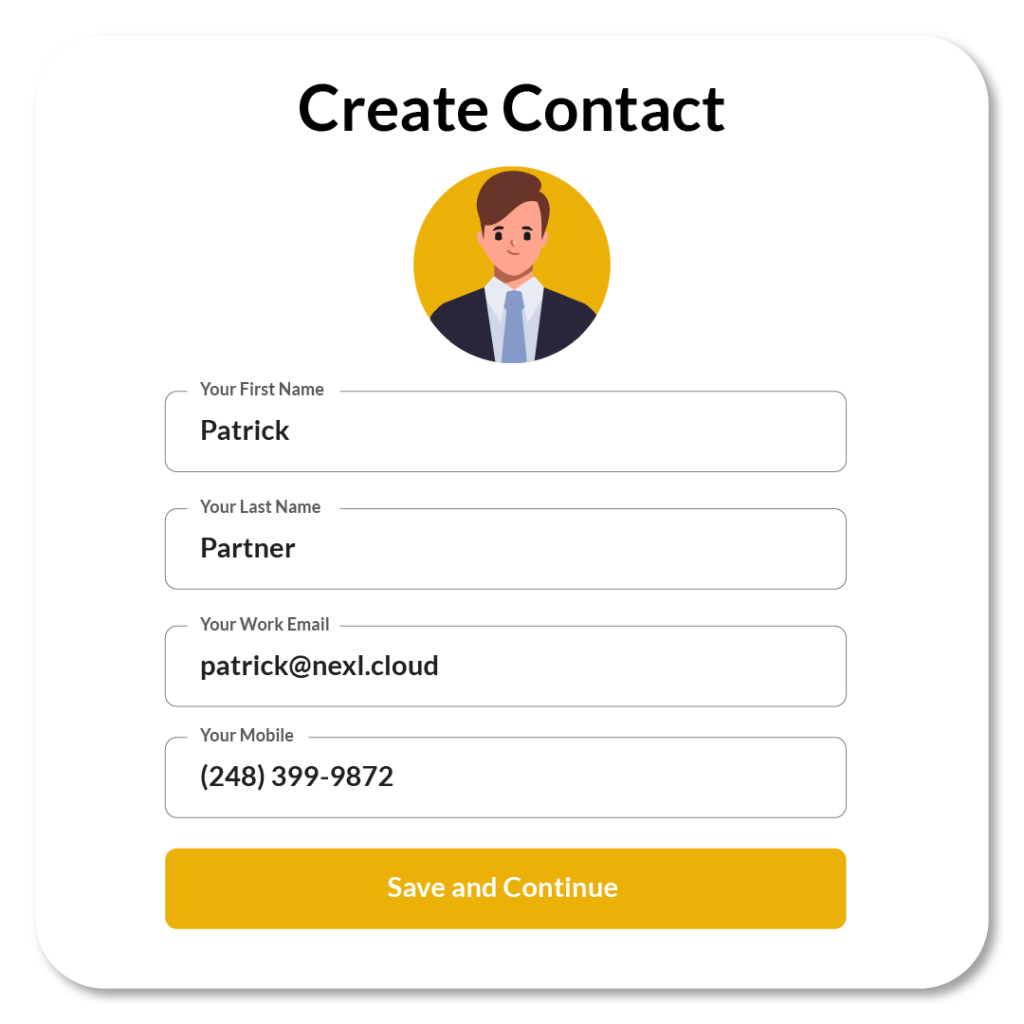 Create Contact
Your First Name
Patrick
Your Last Name
Partner
Your Work Email
patrick@nexl.cloud
Your Mobile
(248) 399-9872
Save and Continue